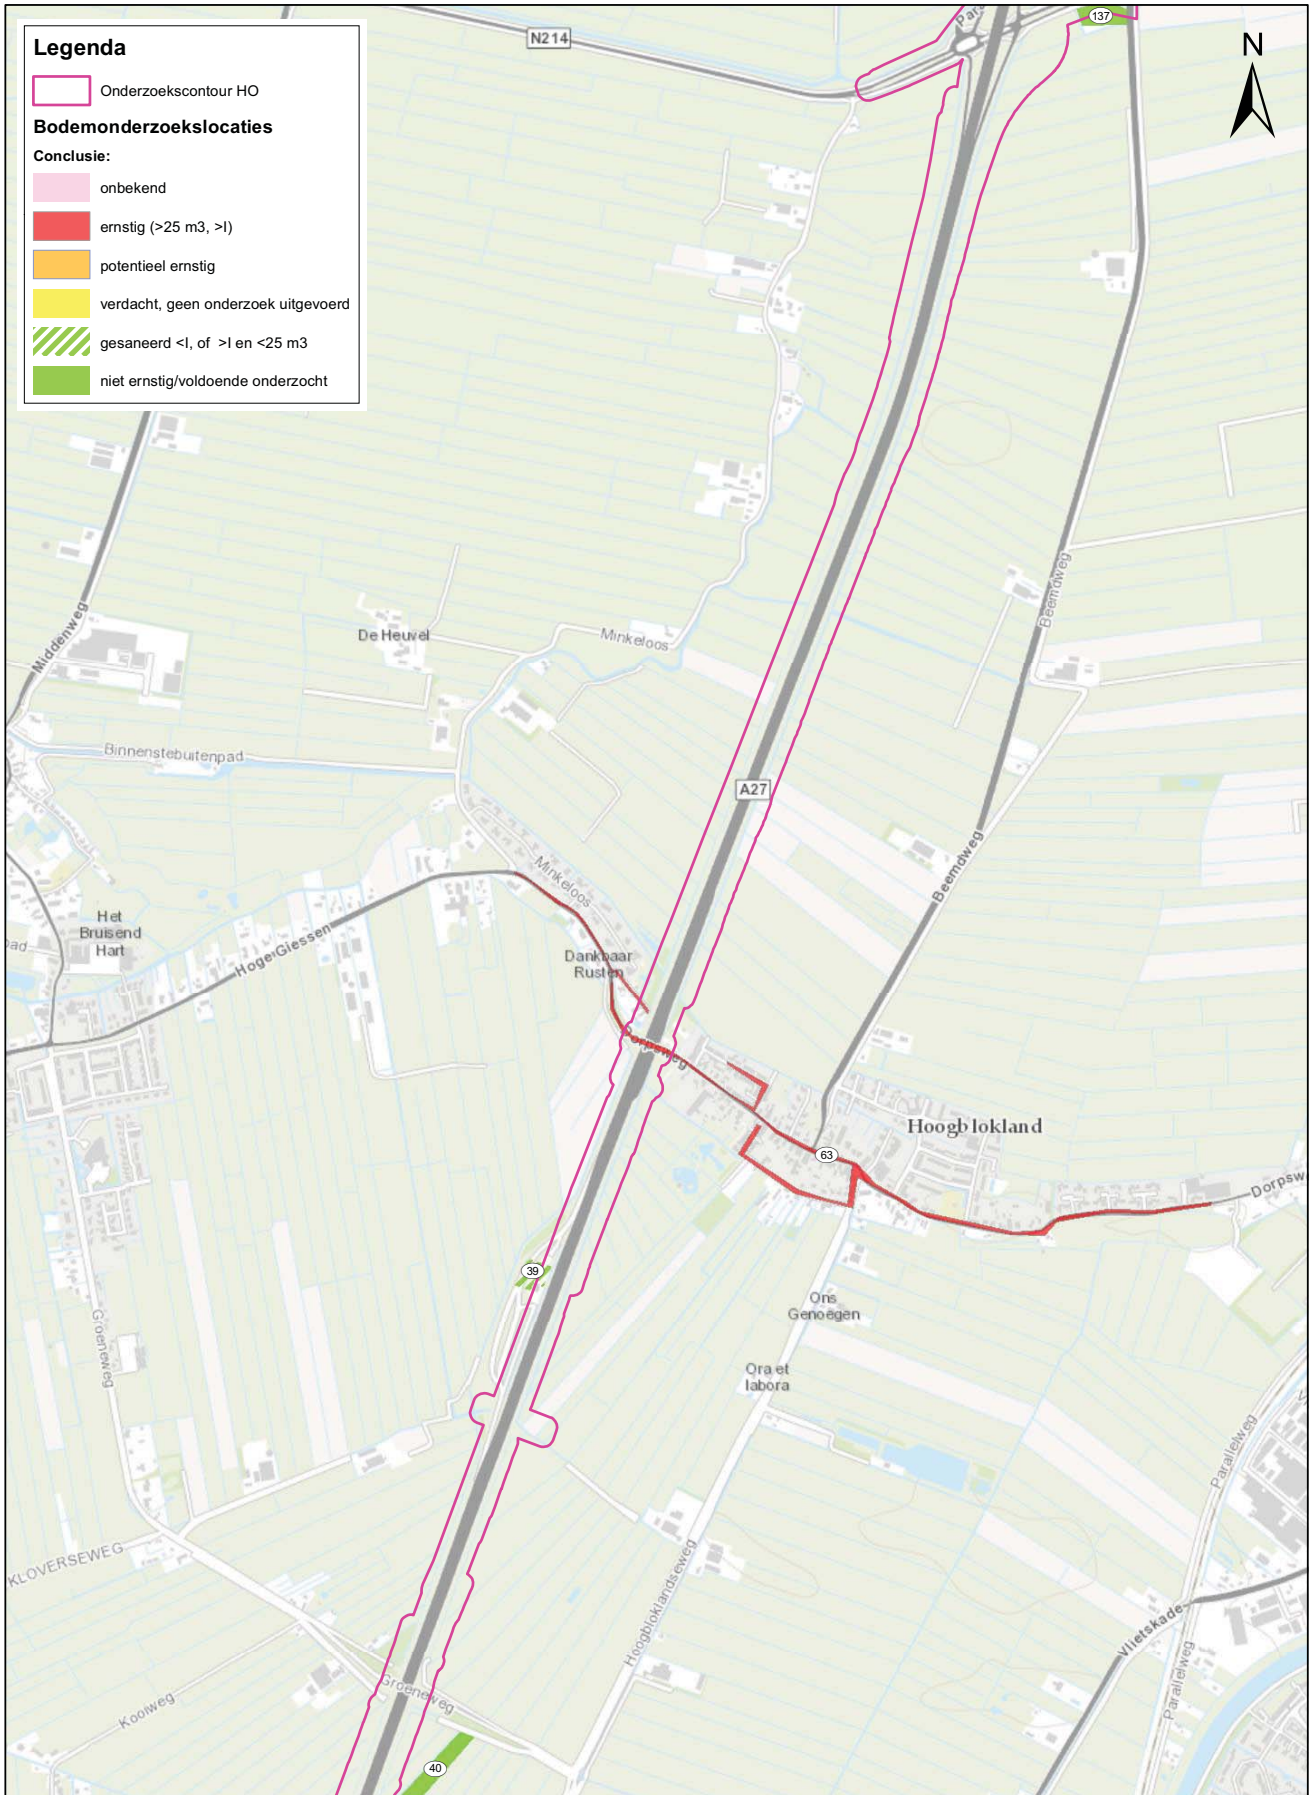 Legenda
Onderzoekscontour HO
Bodemonderzoekslocaties
Conclusie:
onbekend
ernstig (>25 m3, >I)
potentieel ernstig
verdacht, geen onderzoek uitgevoerd
gesaneerd <I, of >I en <25 m3
niet ernstig/voldoende onderzocht
N214
137
N
Middenweg
De Heuvel
Minkeloos
Beemdweg
Binnenstebuitenpad
A27
Minkeloos
Beemdweg
Het
Bruisend
Hart
Hoge Giessen
Dankbaar
Rusten
Dorpsweg
Hoogblokland
63
39
Ons
Genoegen
Groeneweg
Ora et
labora
Parallelweg
KLOVERSEWEG
Hoogbloklandseweg
Vlietskade
Parallelweg
Groeneweg
Kooiweg
40